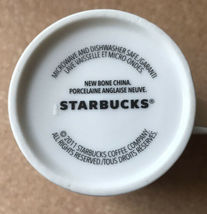 MICROWAVE AND DISHWASHER SAFE./GARANTI
LAVE VAISSELLE ET MICRO-ONDES.
NEW BONE CHINA.
PORCELAINE ANGLAISE NEUVE.
STARBUCKS®
© 2017 STARBUCKS COFFEE COMPANY.
ALL RIGHTS RESERVED./TOUS DROITS RÉSERVÉS.